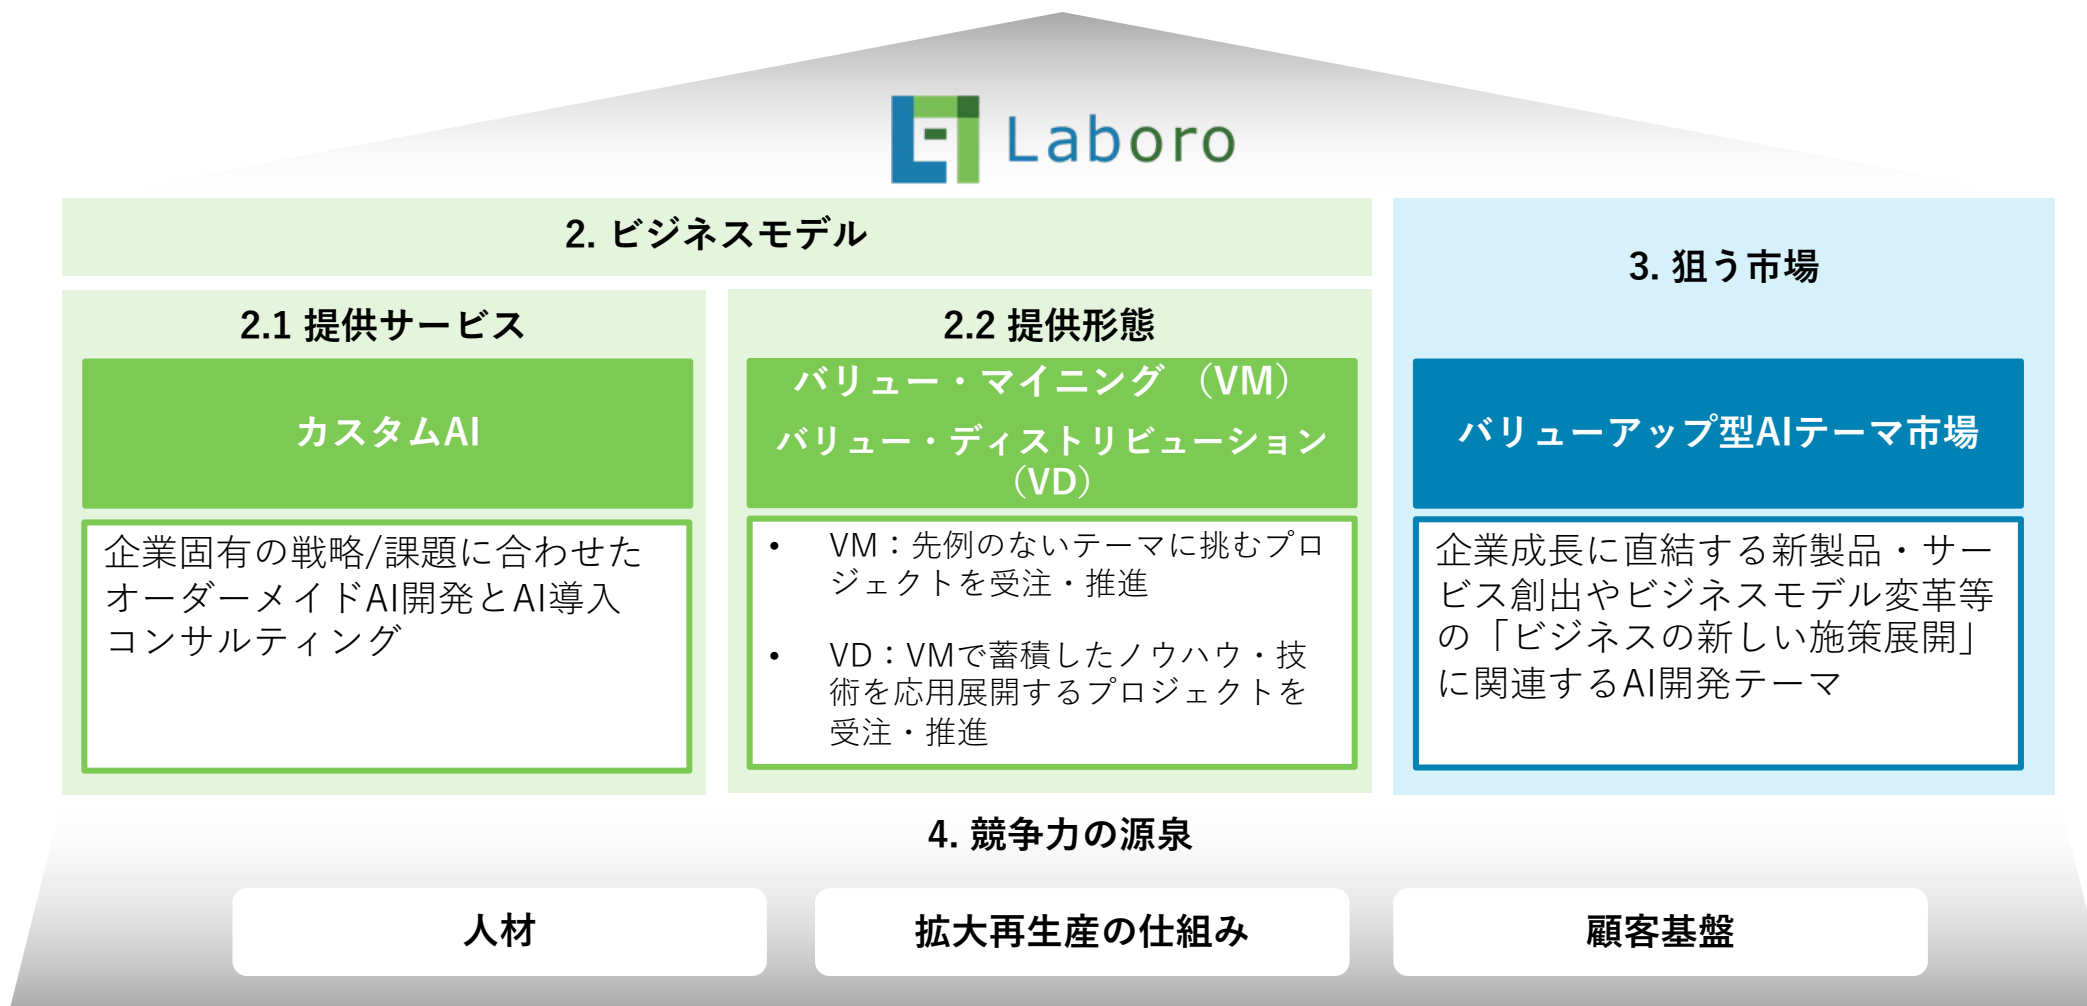 Laboro
2. ビジネスモデル
2.1 提供サービス
カスタムAI
企業固有の戦略/課題に合わせた
オーダーメイドAI開発とAI導入
コンサルティング
2.2 提供形態
バリュー・マイニング （VM）
バリュー・ディストリビューション
（VD）
• VM：先例のないテーマに挑むプロ
ジェクトを受注・推進
• VD：VMで蓄積したノウハウ・技
術を応用展開するプロジェクトを
受注・推進
3. 狙う市場
バリューアップ型AIテーマ市場
企業成長に直結する新製品・サー
ビス創出やビジネスモデル変革等
の「ビジネスの新しい施策展開」
に関連するAI開発テーマ
4. 競争力の源泉
人材
拡大再生産の仕組み
顧客基盤